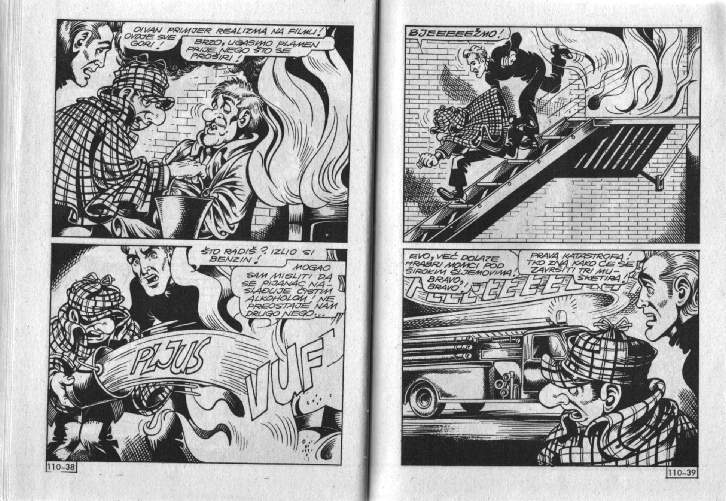 DIVAN PRIMJER REALIZMA NA FILMU!
OVDJE SVE
GORI!
BRZO, UGASIMO PLAMEN
PRIJE NEGO ŠTO SE
PROŠIRI!
ŠTO RADIŠ? IZLIO SI
BENZIN!
MOGAO
SAM MISLITI DA
SE PIJANAC NA-
SLAĐUJE ČISTIM
ALKOHOLOM! NE
PREOSTAJE NAM
DRUGO NEGO...
PLJUS
VUF
110-38
BJEEEEEŽMO!
EVO, VEĆ DOLAZE
HRABRI MOMCI POD
ŠIROKIM ŠLJEMOVIMA!
BRAVO,
BRAVO!
PRAVA KATASTROFA!
TKO ZNA KAKO ĆE SE
ZAVRŠITI TRI MU-
ŠKETIRA!
110-39